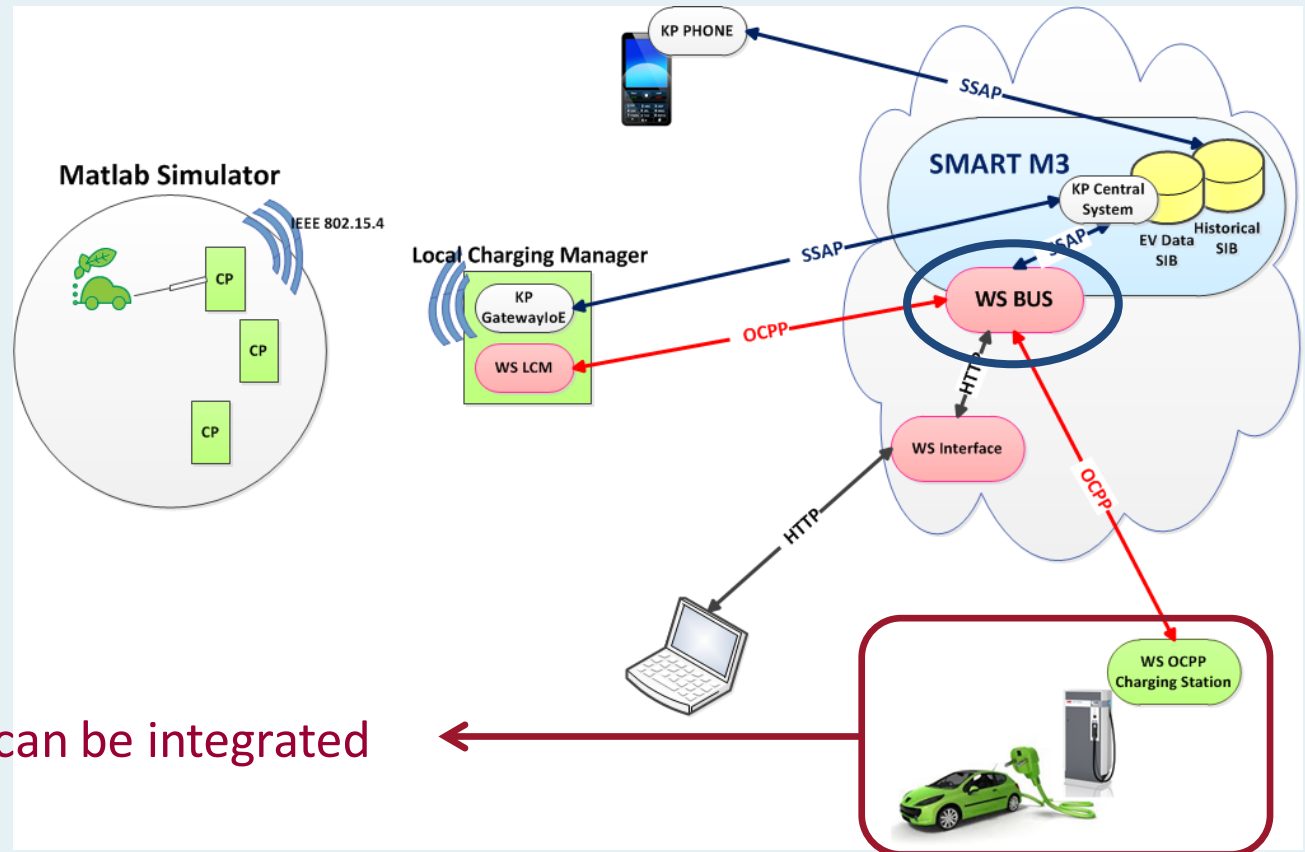 KP PHONE
SSAP
SMART M3
KP Central
System
EV Data
SIB
Historical
SIB
Matlab Simulator
IEEE 802.15.4
CP
CP
CP
Local Charging Manager
KP
GatewayIoE
WS LCM
SSAP
SSAP
OCPP
WS BUS
HTTP
WS Interface
HTTP
OCPP
WS OCPP
Charging Station
can be integrated